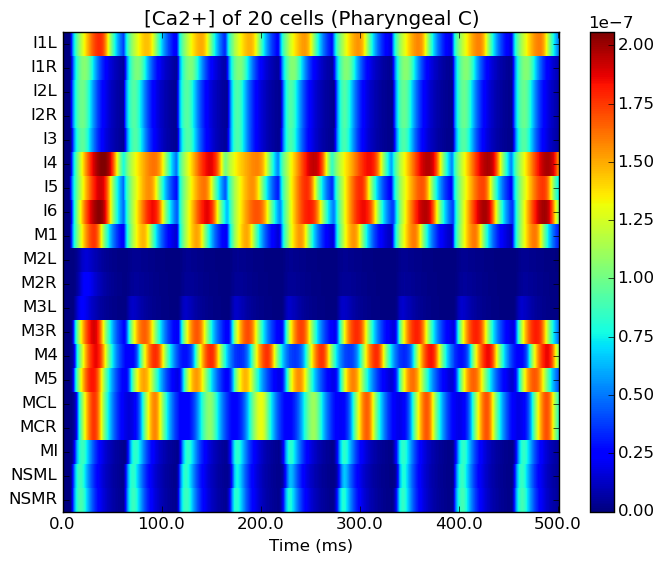 [Ca2+] of 20 cells (Pharyngeal C)
1e−7
I1L
I1R
I2L
I2R
I3
I4
I5
I6
M1
M2L
M2R
M3L
M3R
M4
M5
MCL
MCR
MI
NSML
NSMR
0.0 100.0 200.0 300.0 400.0 500.0
Time (ms)
2.00
1.75
1.50
1.25
1.00
0.75
0.50
0.25
0.00